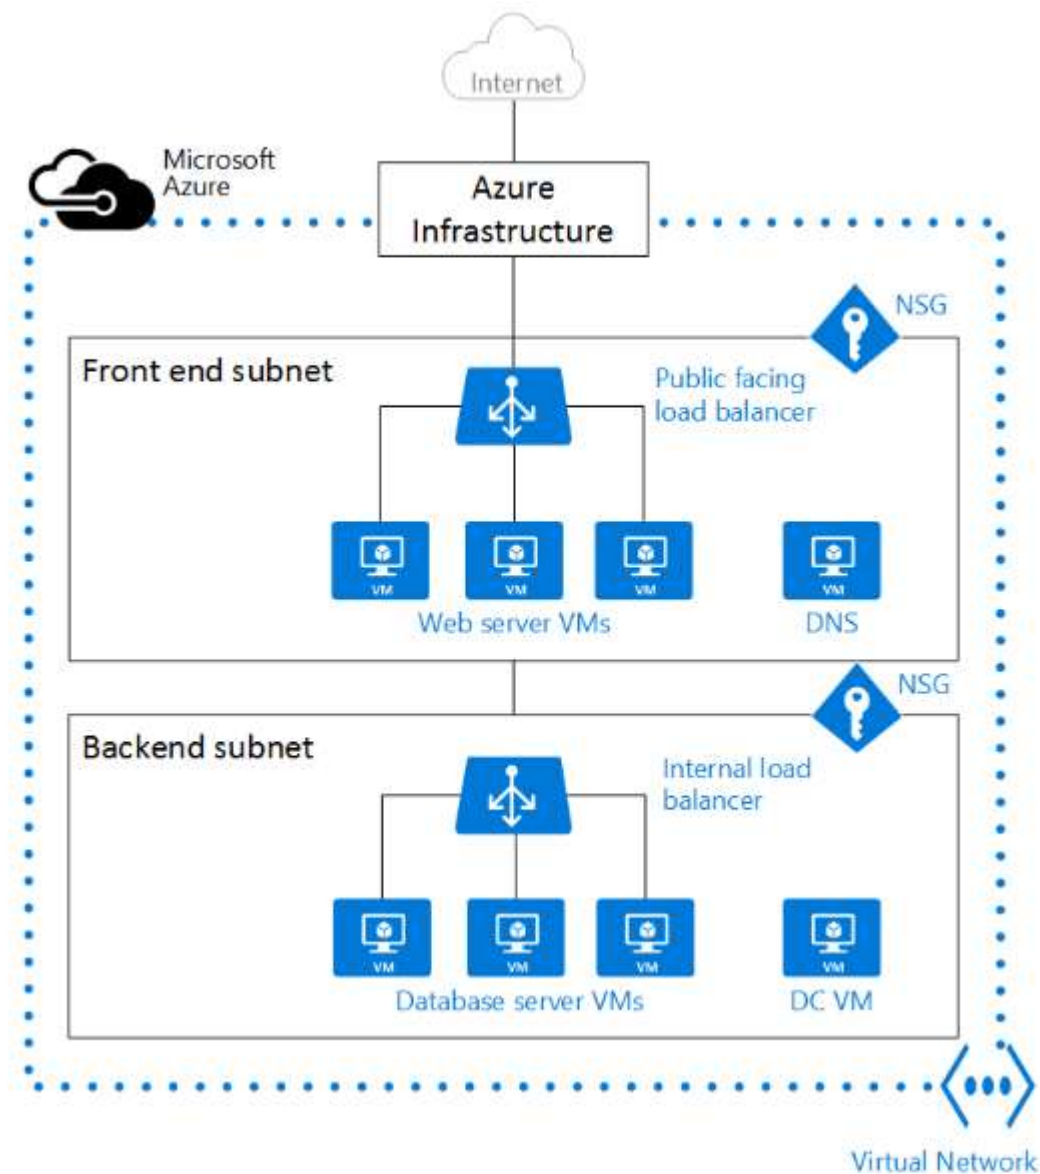 Internet
Microsoft
Azure
Azure
Infrastructure
NSG
Front end subnet
Public facing
load balancer
VM
VM
VM
VM
Web server VMs
DNS
NSG
Backend subnet
Internal load
balancer
VM
VM
VM
VM
Database server VMs
DC VM
Virtual Network